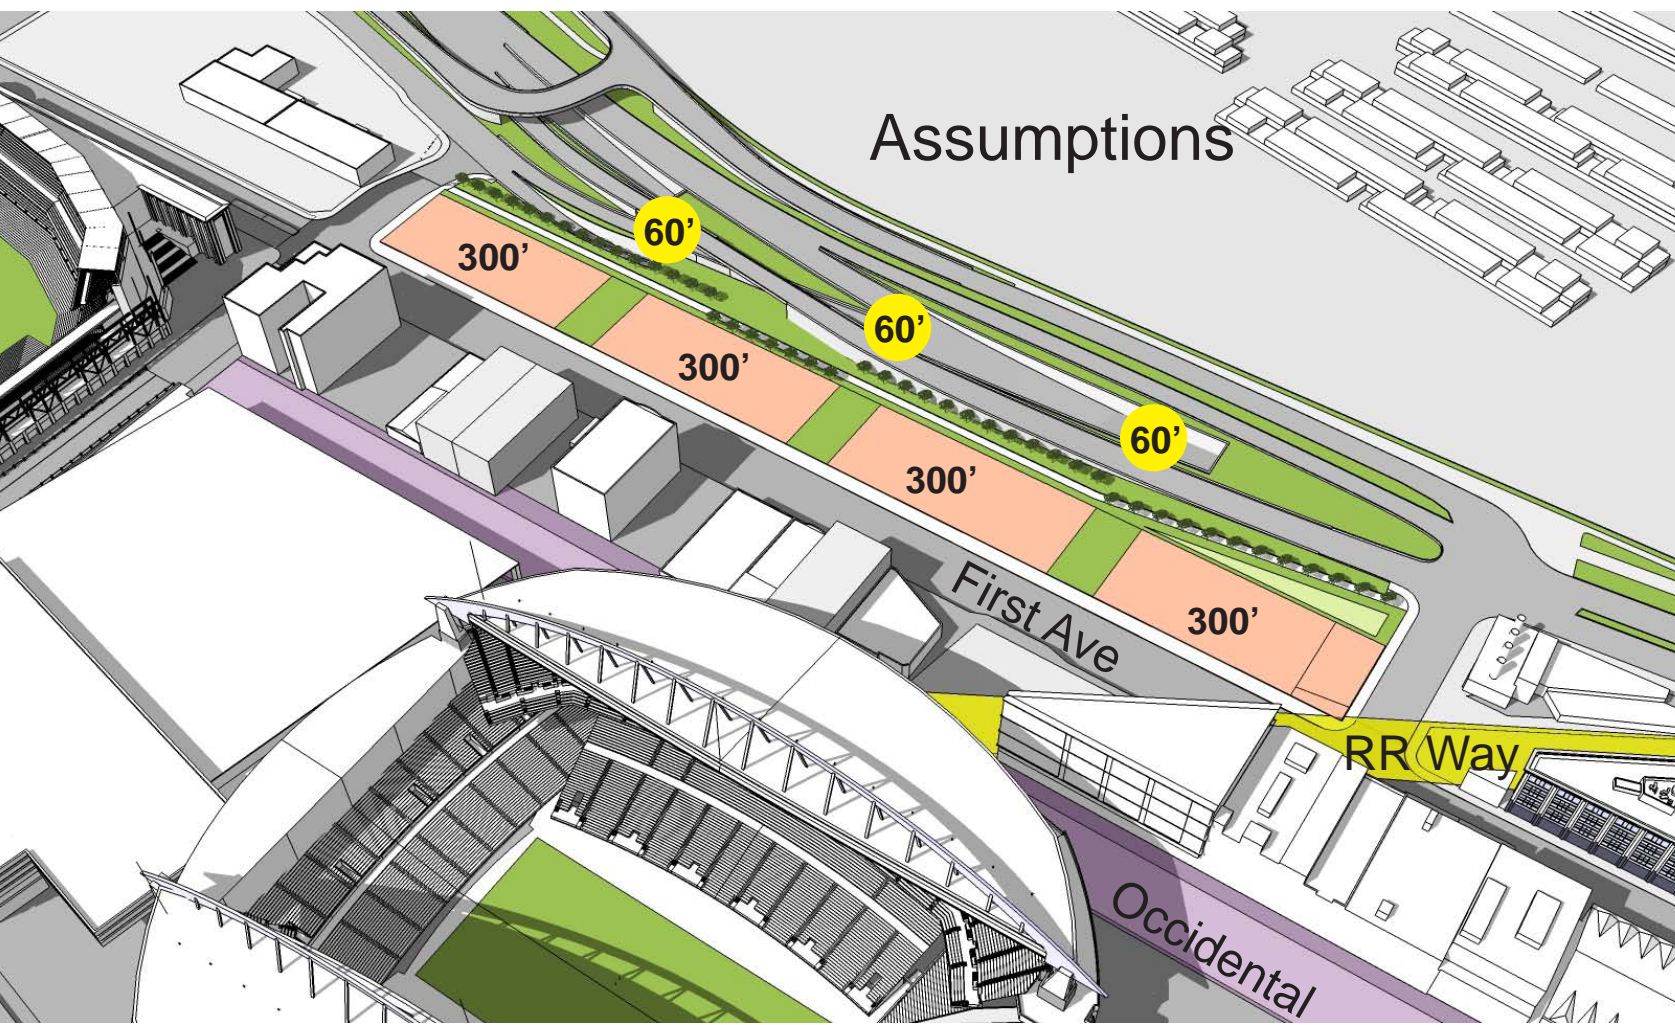 Assumptions
60’
300’
60’
300’
60’
300’
First Ave
300’
RR Way
Occidental